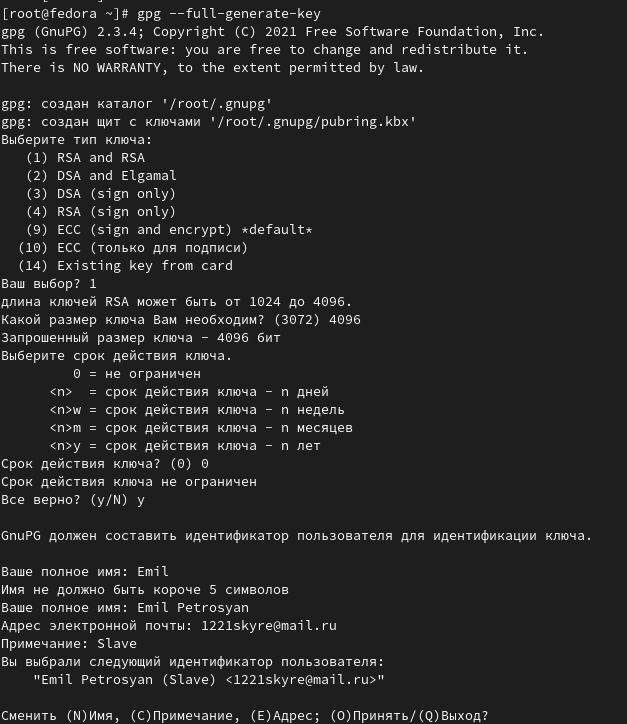 [root@fedora ~]# gpg --full-generate-key
gpg (GnuPG) 2.3.4; Copyright (C) 2021 Free Software Foundation, Inc.
This is free software: you are free to change and redistribute it.
There is NO WARRANTY, to the extent permitted by law.

gpg: создан каталог '/root/.gnupg'
gpg: создан щит с ключами '/root/.gnupg/pubring.kbx'
Выберите тип ключа:
   (1) RSA and RSA
   (2) DSA and Elgamal
   (3) DSA (sign only)
   (4) RSA (sign only)
   (9) ECC (sign and encrypt) *default*
  (10) ECC (только для подписи)
  (14) Existing key from card
Ваш выбор? 1
длина ключей RSA может быть от 1024 до 4096.
Какой размер ключа Вам необходим? (3072) 4096
Запрошенный размер ключа - 4096 бит
Выберите срок действия ключа.
         0 = не ограничен
      <n>  = срок действия ключа - n дней
      <n>w = срок действия ключа - n недель
      <n>m = срок действия ключа - n месяцев
      <n>y = срок действия ключа - n лет
Срок действия ключа? (0) 0
Срок действия ключа не ограничен
Все верно? (y/N) y

GnuPG должен составить идентификатор пользователя для идентификации ключа.

Ваше полное имя: Emil
Имя не должно быть короче 5 символов
Ваше полное имя: Emil Petrosyan
Адрес электронной почты: 1221skyre@mail.ru
Примечание: Slave
Вы выбрали следующий идентификатор пользователя:
    "Emil Petrosyan (Slave) <1221skyre@mail.ru>"

Сменить (N)Имя, (C)Примечание, (E)Адрес; (O)Принять/(Q)Выход?